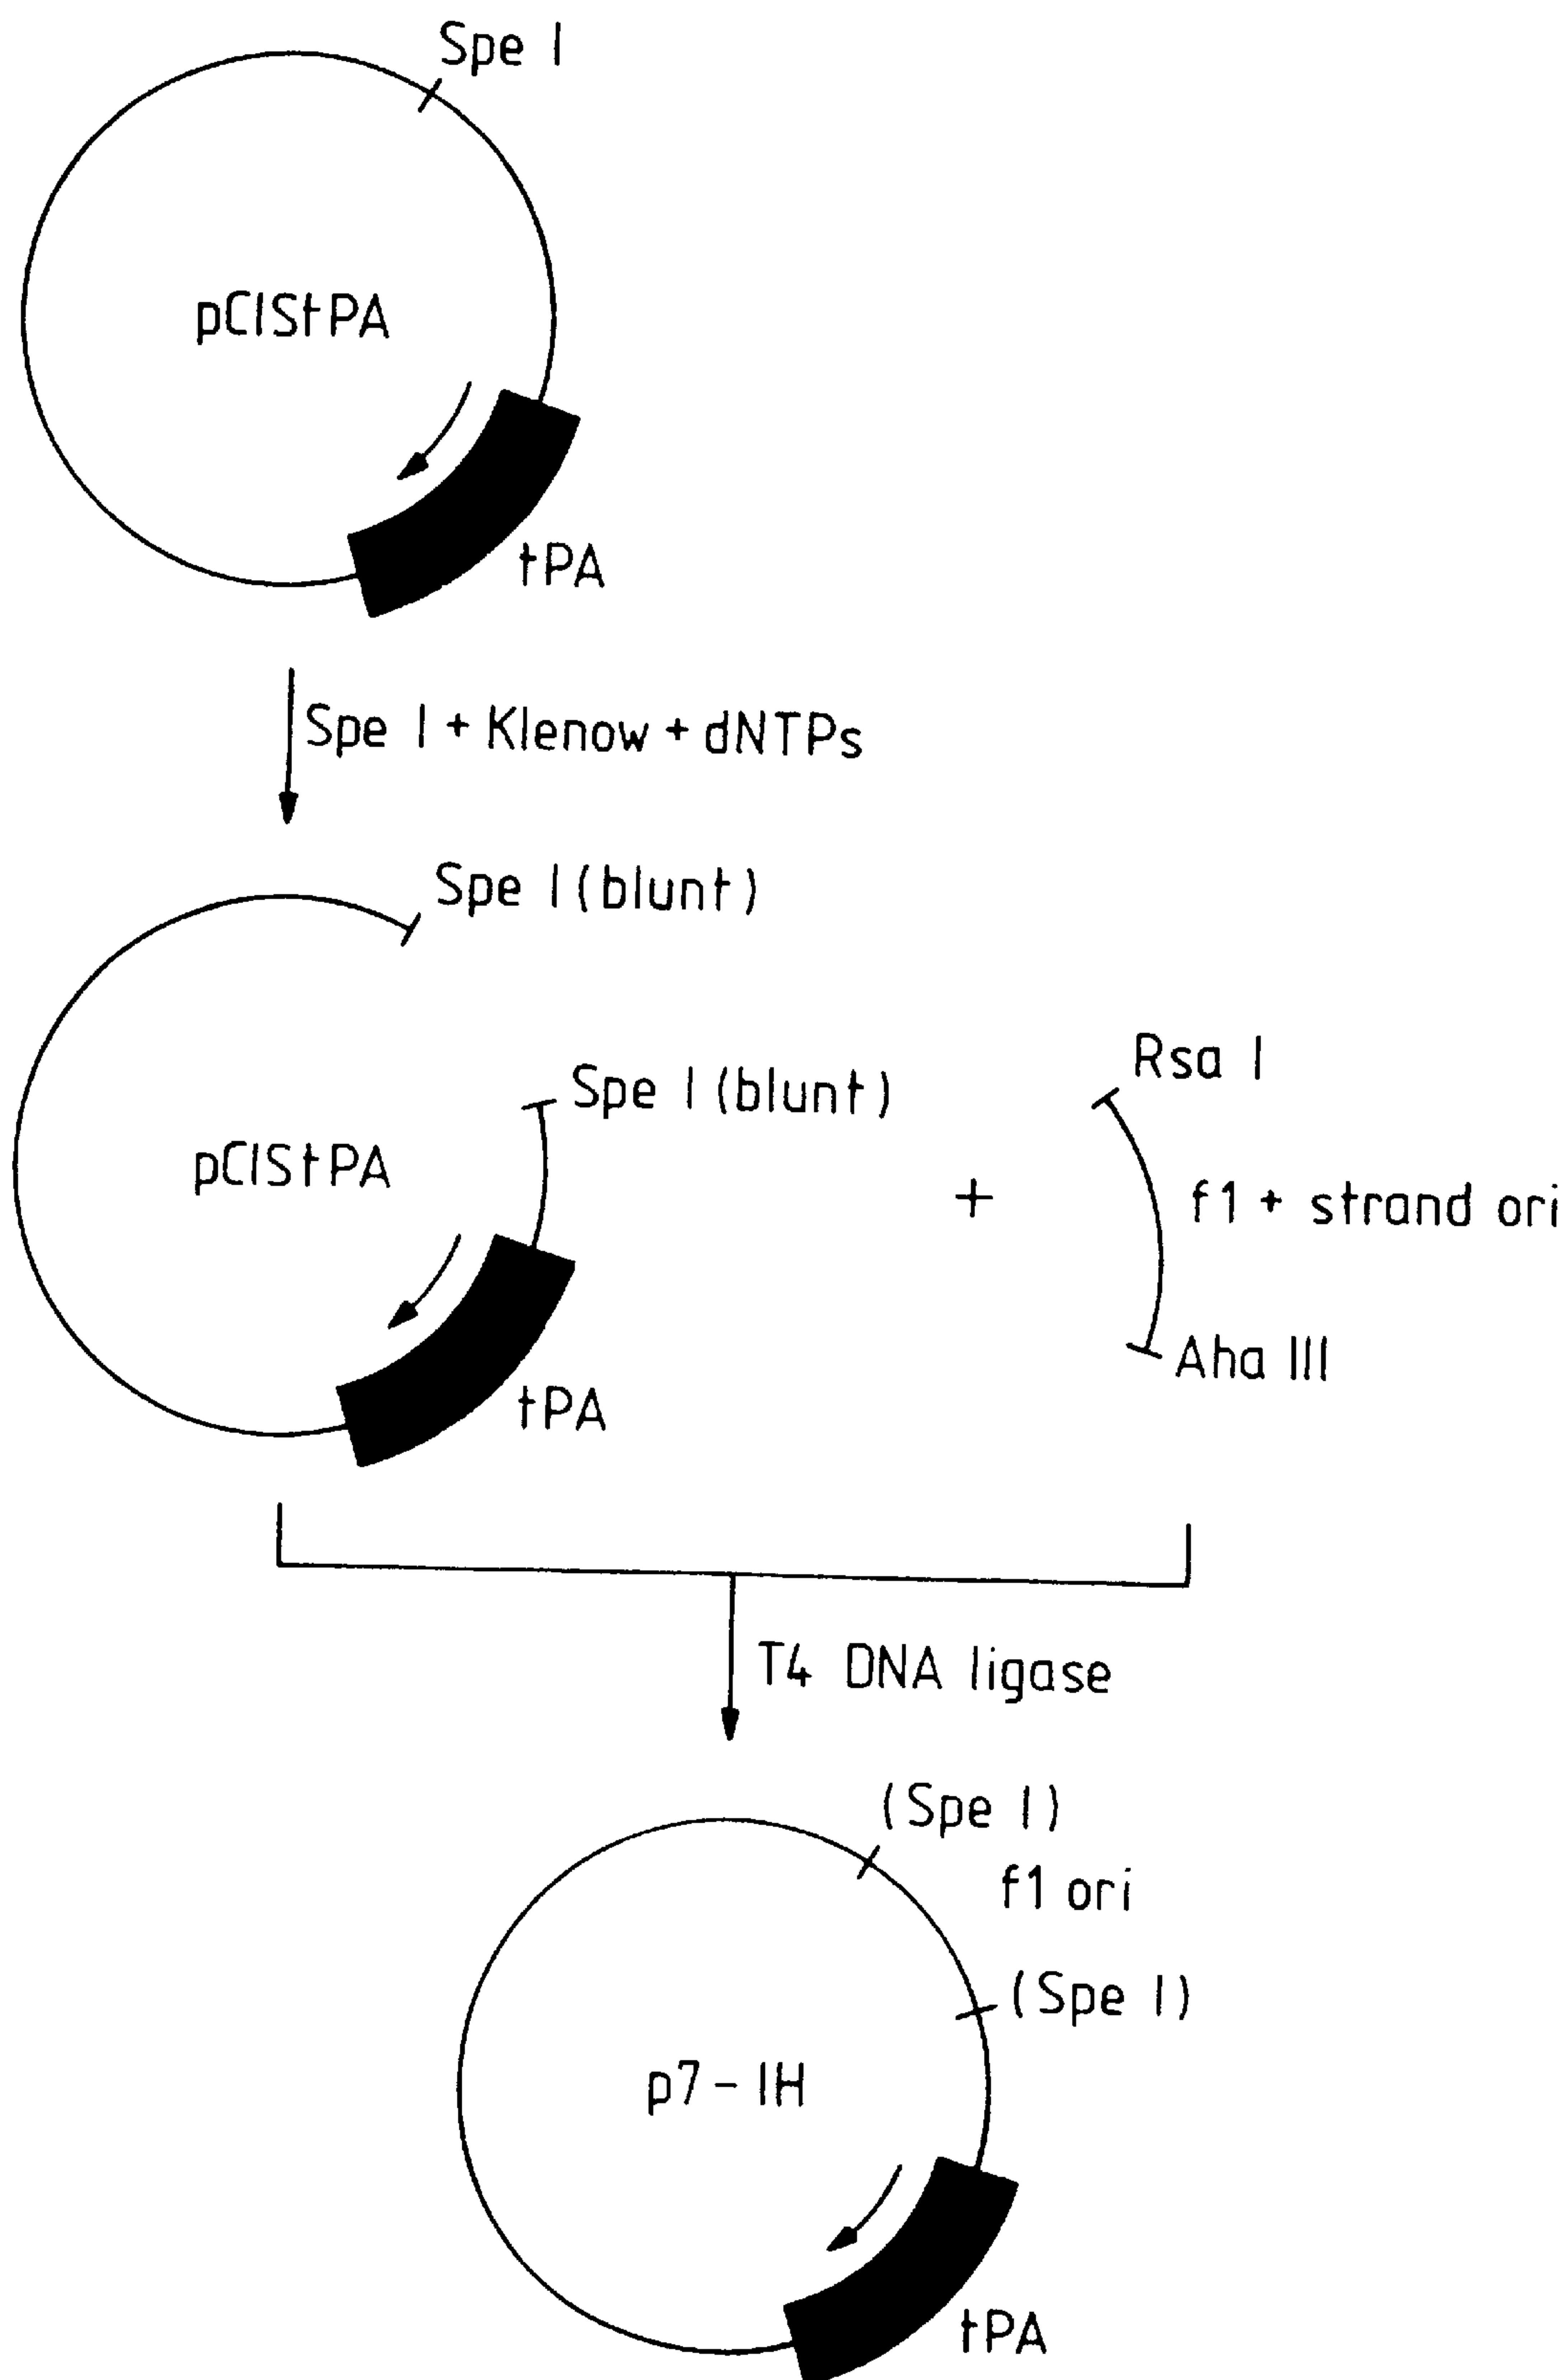 Spe I
pCIStPA
tPA
Spe I + Klenow + dNTPs
Spe I (blunt)
Spe I (blunt)
pCIStPA
tPA
+
Rsa I
f1 + strand ori
Aha III
T4 DNA ligase
(Spe I)
f1 ori
(Spe I)
p7 - IH
tPA